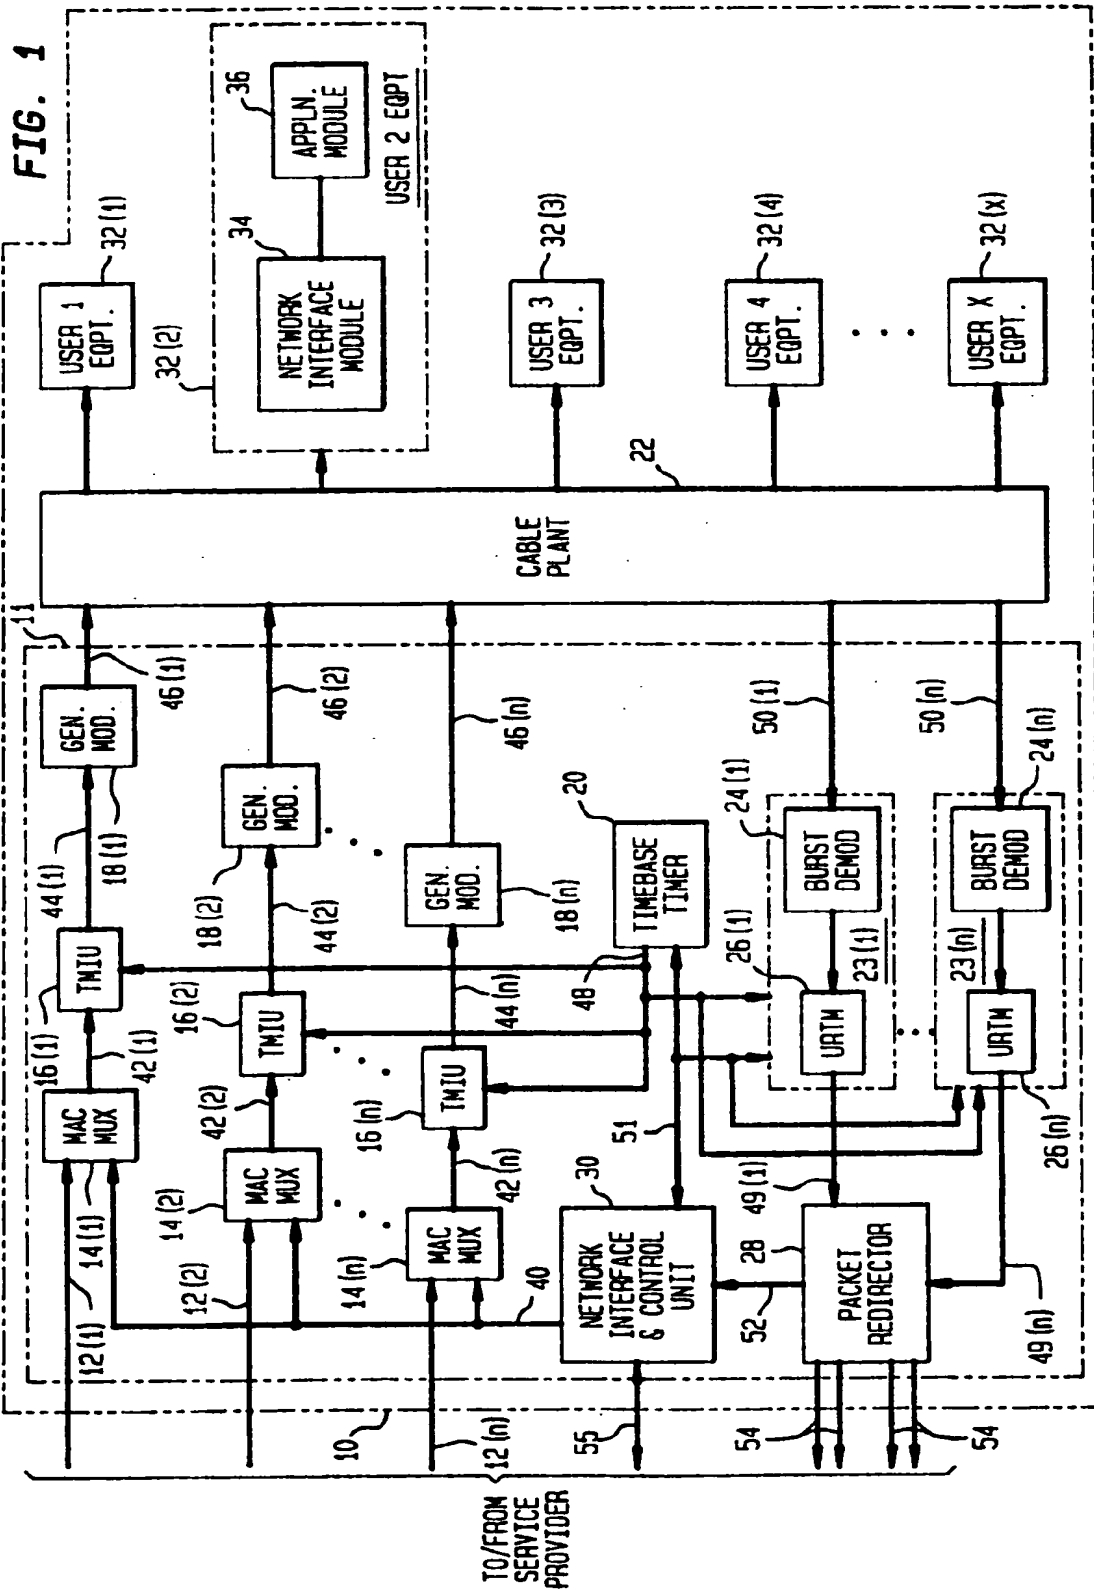 FIG. 1
TO/FROM
SERVICE
PROVIDER
10
11
12(1)
14(1)
MAC
MUX
42(1)
16(1)
TMIU
44(1)
18(1)
GEN.
MOD.
46(1)
12(2)
14(2)
MAC
MUX
42(2)
16(2)
TMIU
44(2)
18(2)
GEN.
MOD.
46(2)
12(n)
14(n)
MAC
MUX
42(n)
16(n)
TMIU
44(n)
18(n)
GEN.
MOD.
46(n)
40
30
NETWORK
INTERFACE
& CONTROL
UNIT
55
51
48
20
TIMEBASE
TIMER
52
28
PACKET
REDIRECTOR
54
54
49(1)
49(n)
26(1)
URTM
23(1)
24(1)
BURST
DEMOD
50(1)
26(n)
URTM
23(n)
24(n)
BURST
DEMOD
50(n)
CABLE
PLANT
22
USER 1
EQPT.
32(1)
32(2)
34
NETWORK
INTERFACE
MODULE
36
APPLN.
MODULE
USER 2 EQPT
USER 3
EQPT.
32(3)
USER 4
EQPT.
32(4)
USER X
EQPT.
32(x)